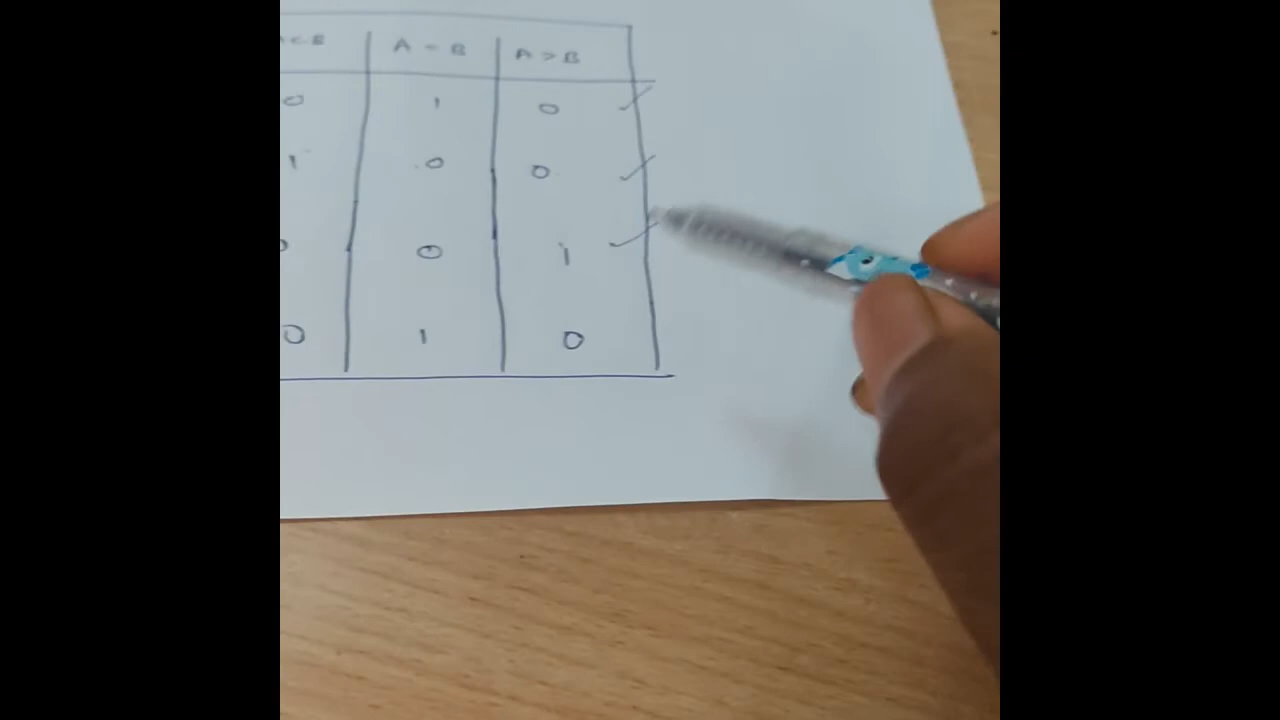 A<B A = B A > B
0 1 0 ✓
1 0 0 ✓
0 0 1 ✓
0 1 0